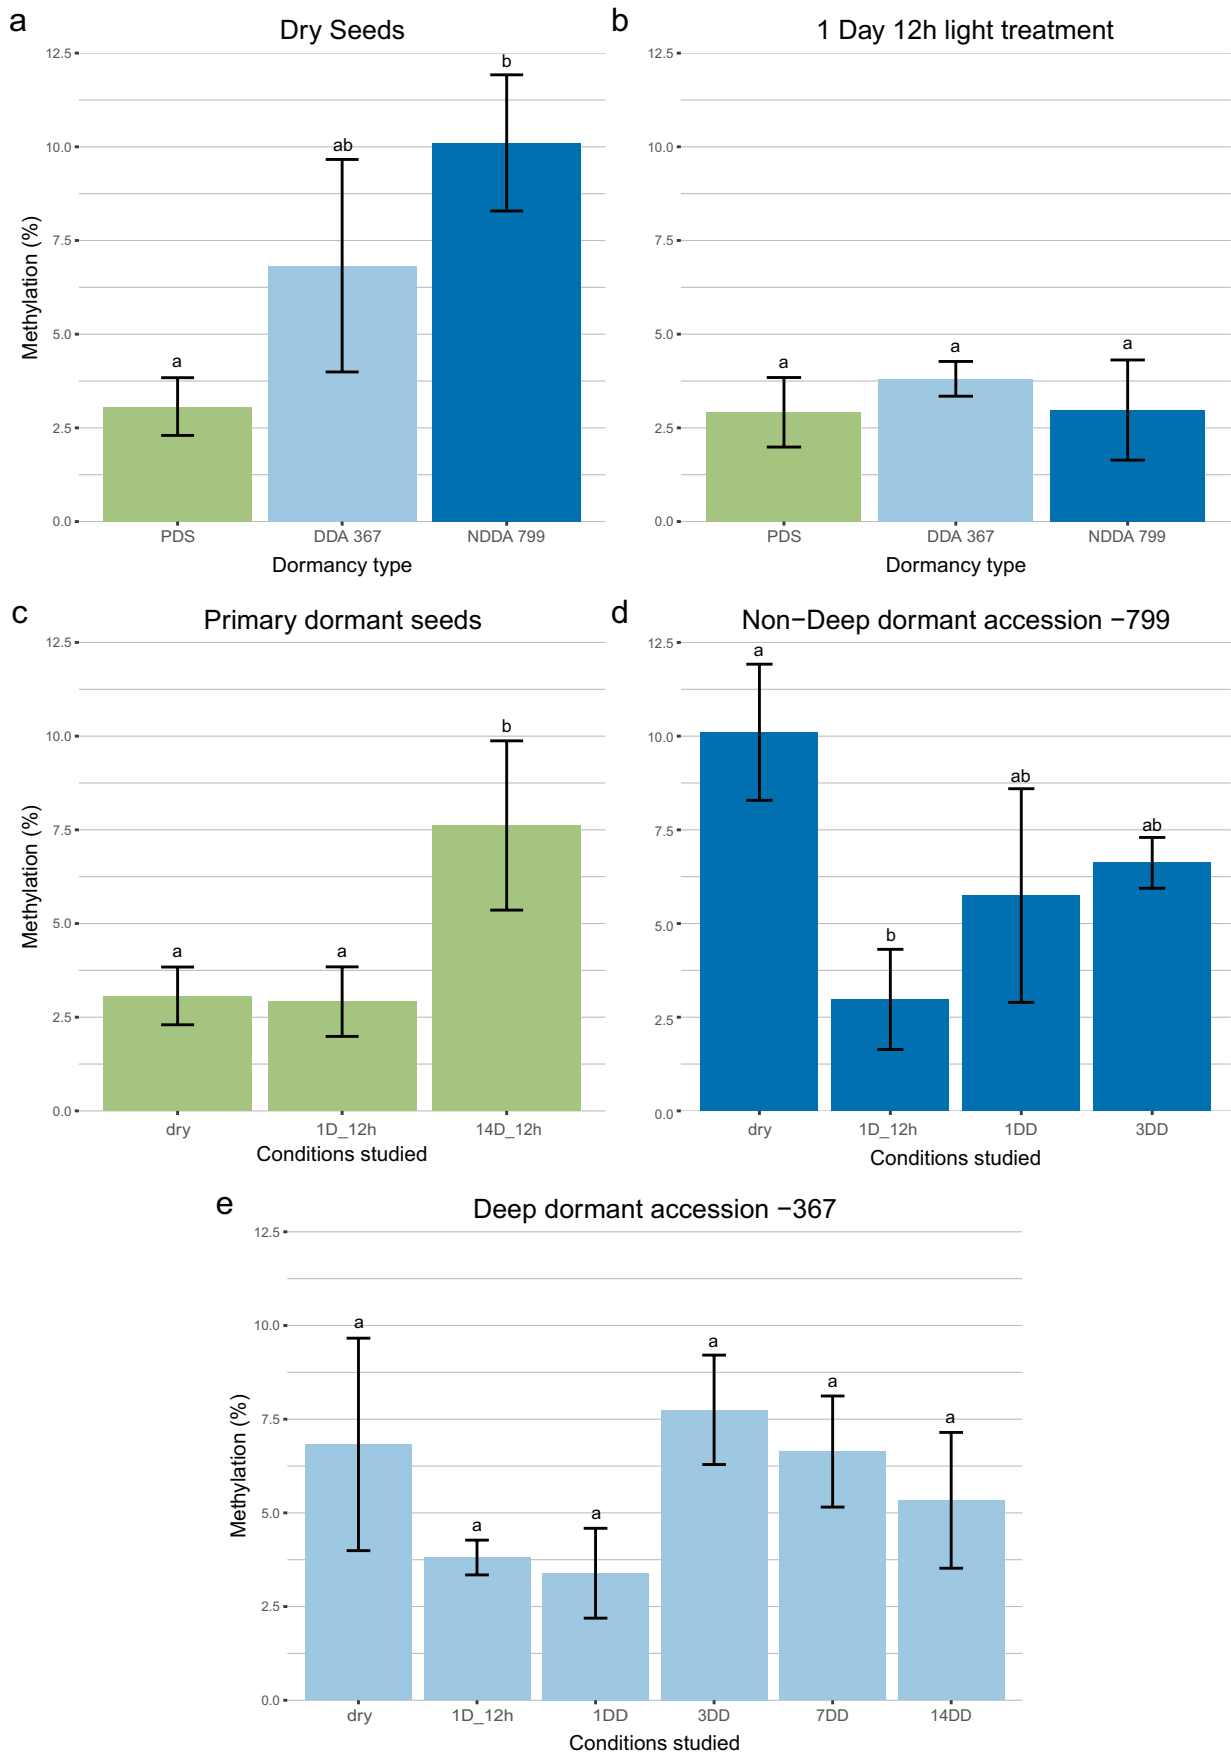 a
Dry Seeds
12.5
10.0
7.5
5.0
2.5
0.0
Methylation (%)
a
ab
b
PDS
DDA 367
NDDA 799
Dormancy type
b
1 Day 12h light treatment
12.5
10.0
7.5
5.0
2.5
0.0
a
a
a
PDS
DDA 367
NDDA 799
Dormancy type
c
Primary dormant seeds
12.5
10.0
7.5
5.0
2.5
0.0
Methylation (%)
a
a
b
dry
1D_12h
14D_12h
Conditions studied
d
Non−Deep dormant accession −799
12.5
10.0
7.5
5.0
2.5
0.0
a
b
ab
ab
dry
1D_12h
1DD
3DD
Conditions studied
e
Deep dormant accession −367
12.5
10.0
7.5
5.0
2.5
0.0
Methylation (%)
a
a
a
a
a
a
dry
1D_12h
1DD
3DD
7DD
14DD
Conditions studied